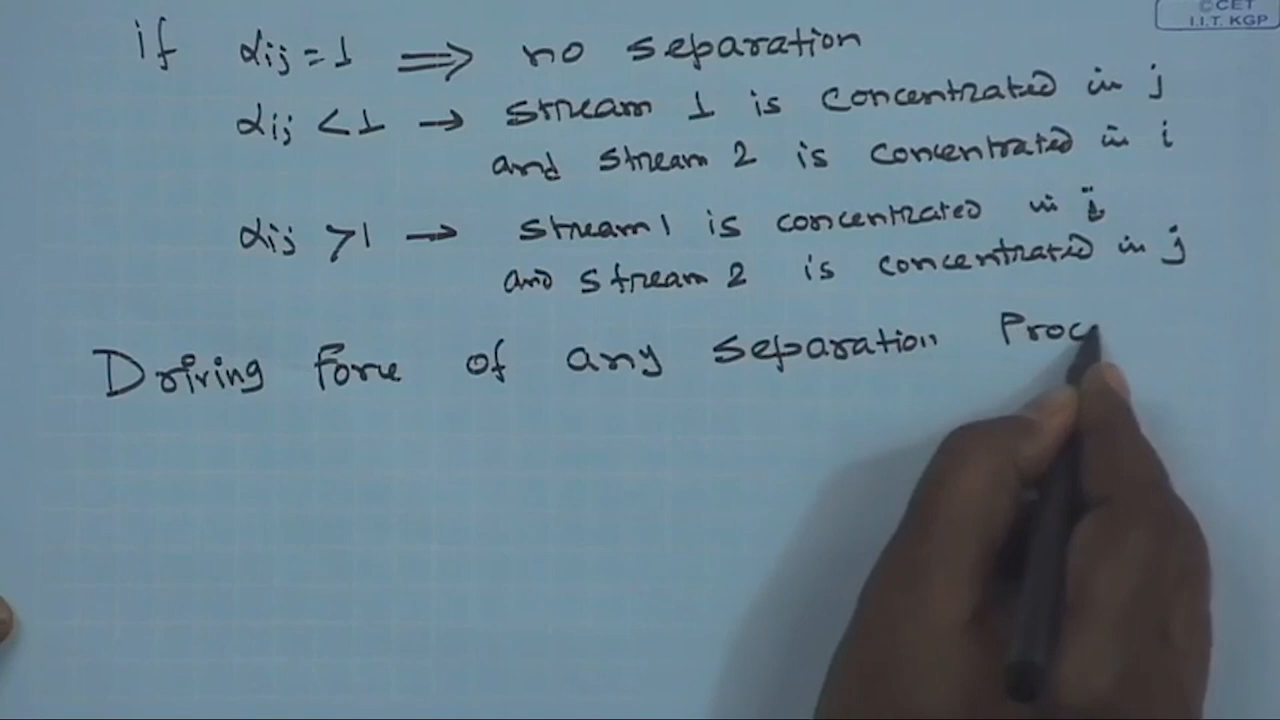 © CET
I.I.T. KGP
if αij = 1 ⟹ no separation
αij < 1 → stream 1 is concentrated in j
and stream 2 is concentrated in i
αij > 1 → stream 1 is concentrated in i
and stream 2 is concentrated in j
Driving force of any separation Proc